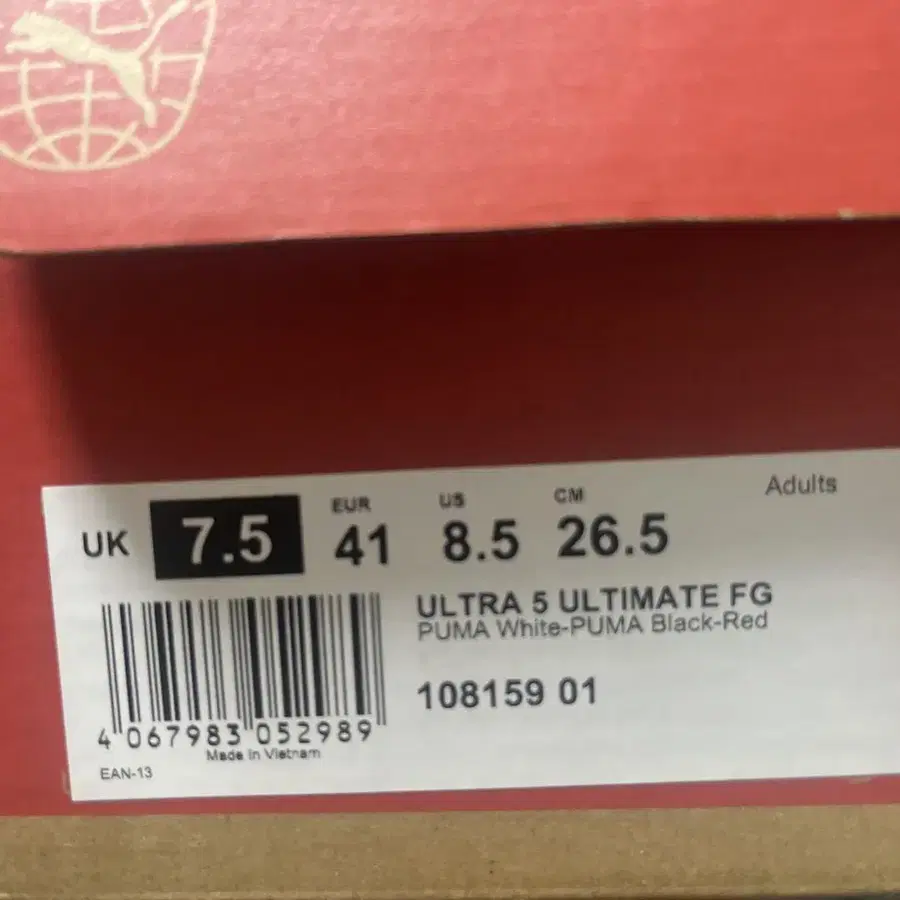 Adults
EUR US CM
UK 7.5 41 8.5 26.5
ULTRA 5 ULTIMATE FG
PUMA White-PUMA Black-Red
108159 01
4 067983 052989
Made in Vietnam
EAN-13